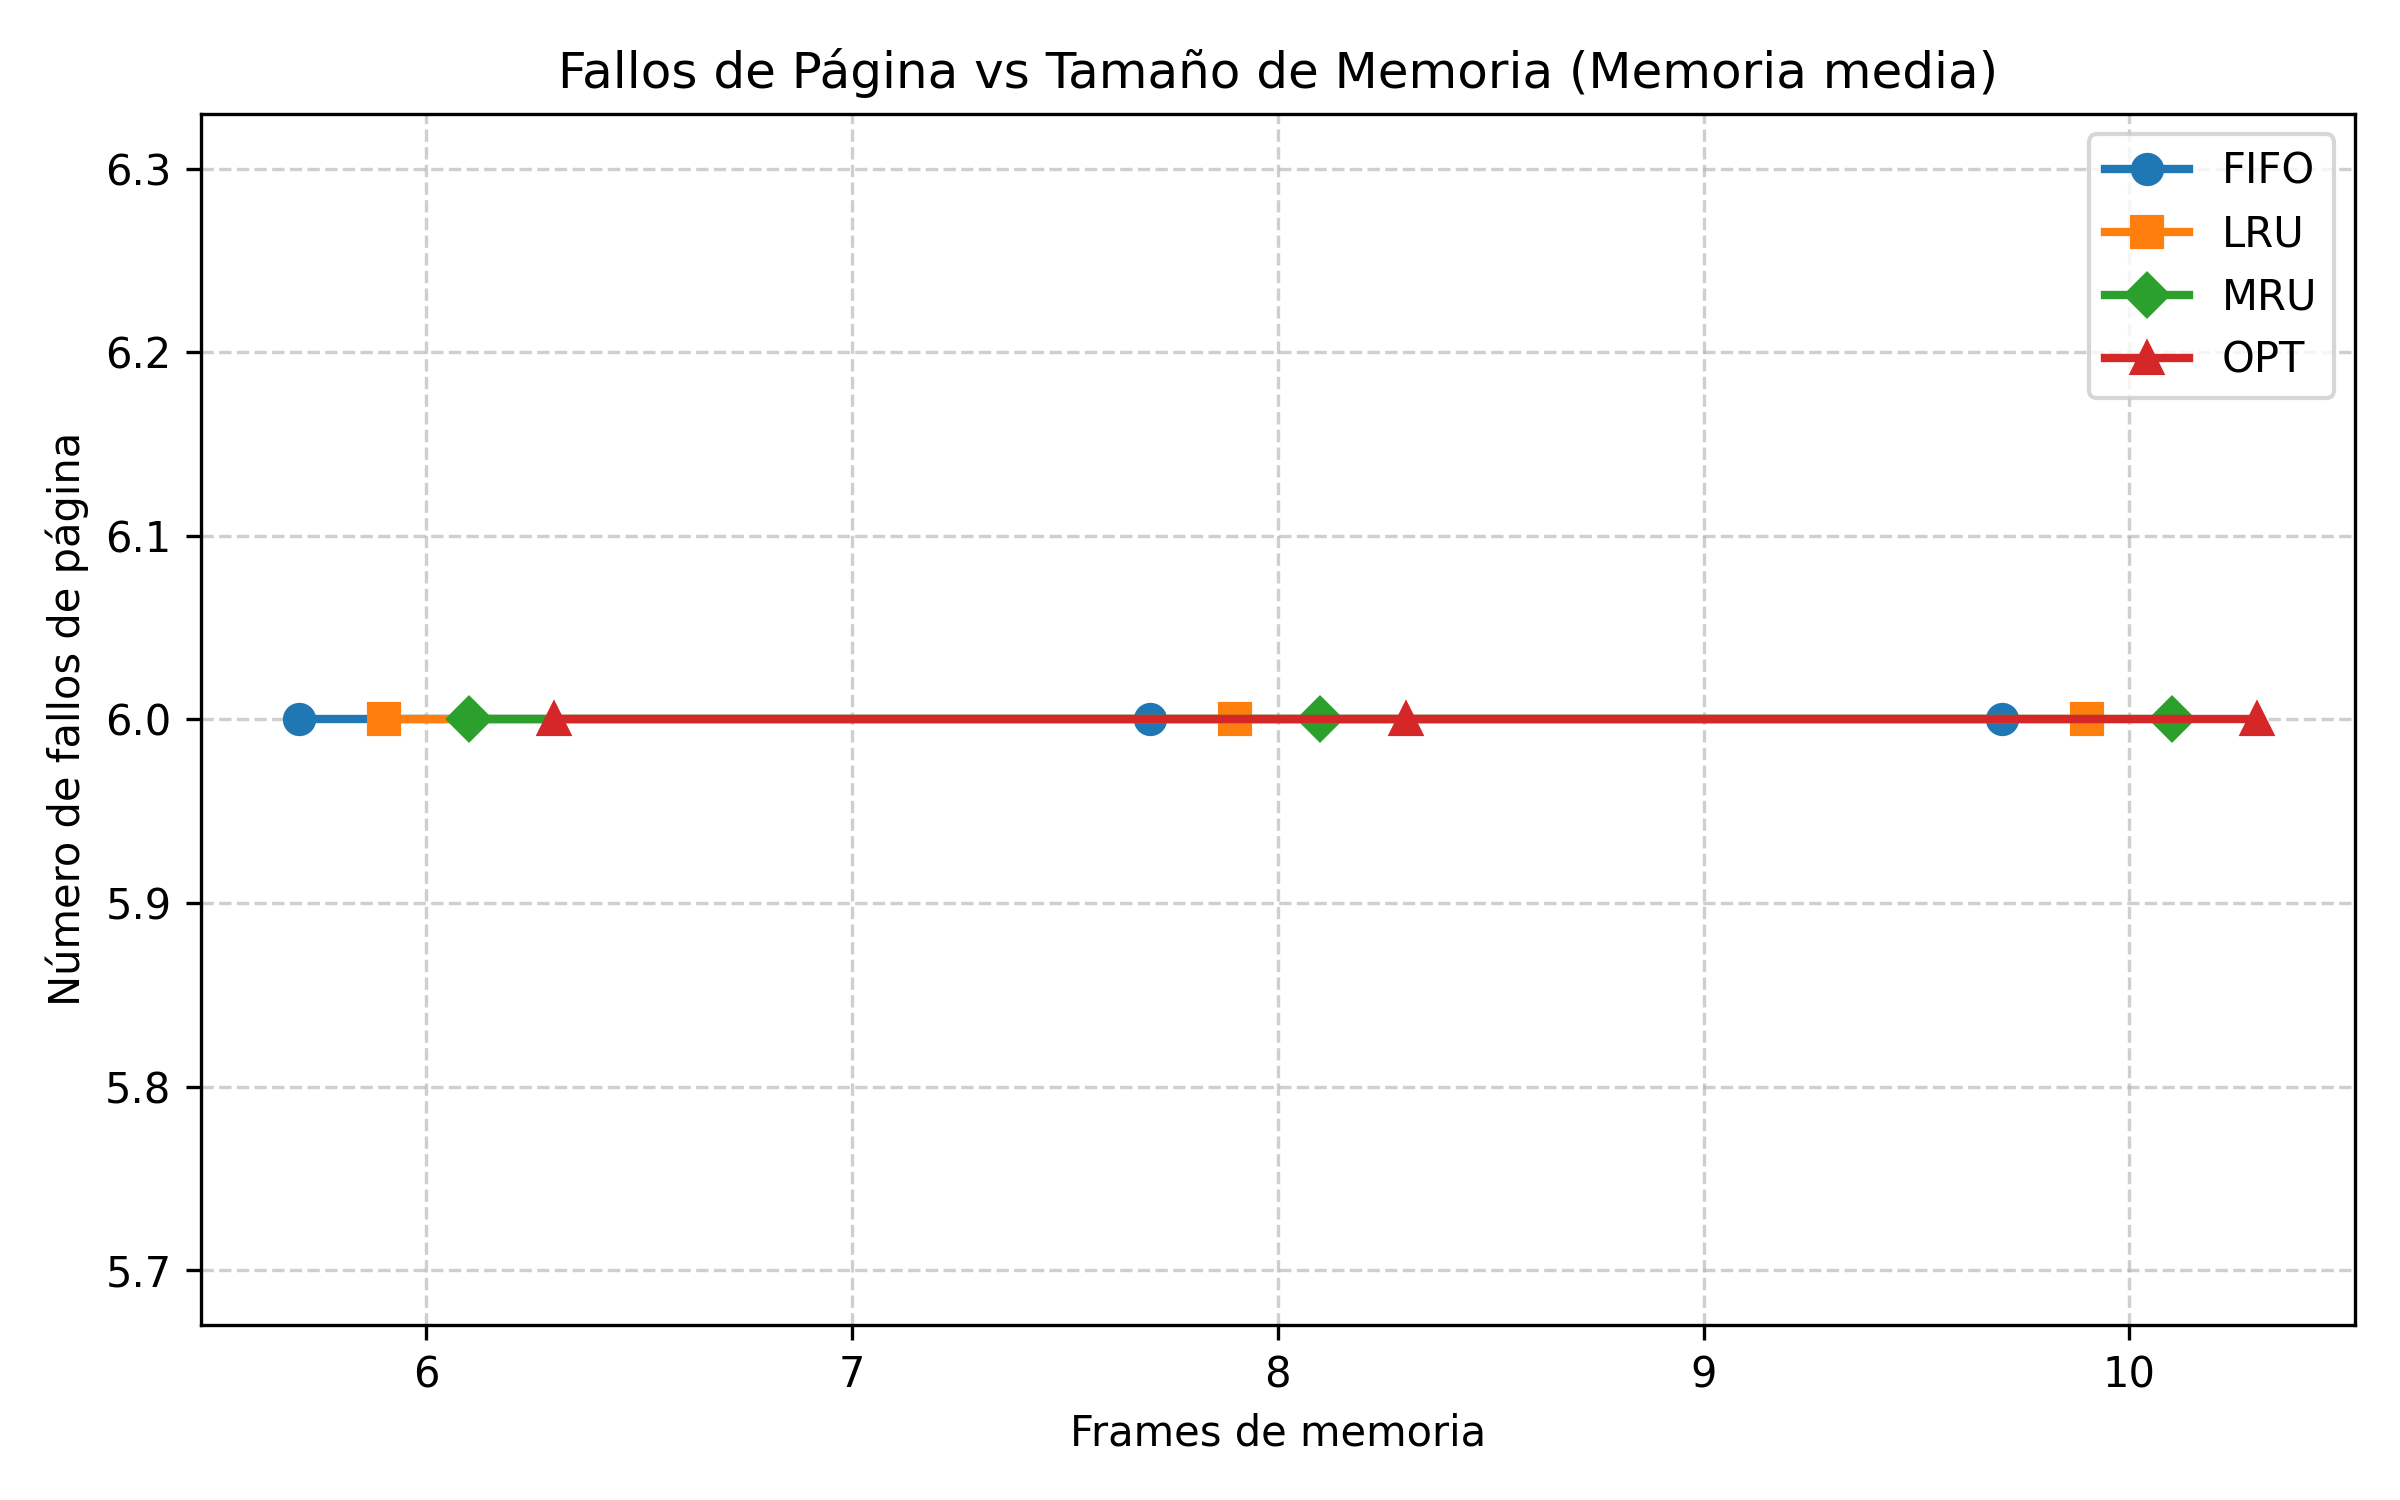 Fallos de Página vs Tamaño de Memoria (Memoria media)
FIFO
LRU
MRU
OPT
Número de fallos de página
6.3
6.2
6.1
6.0
5.9
5.8
5.7
6 7 8 9 10
Frames de memoria